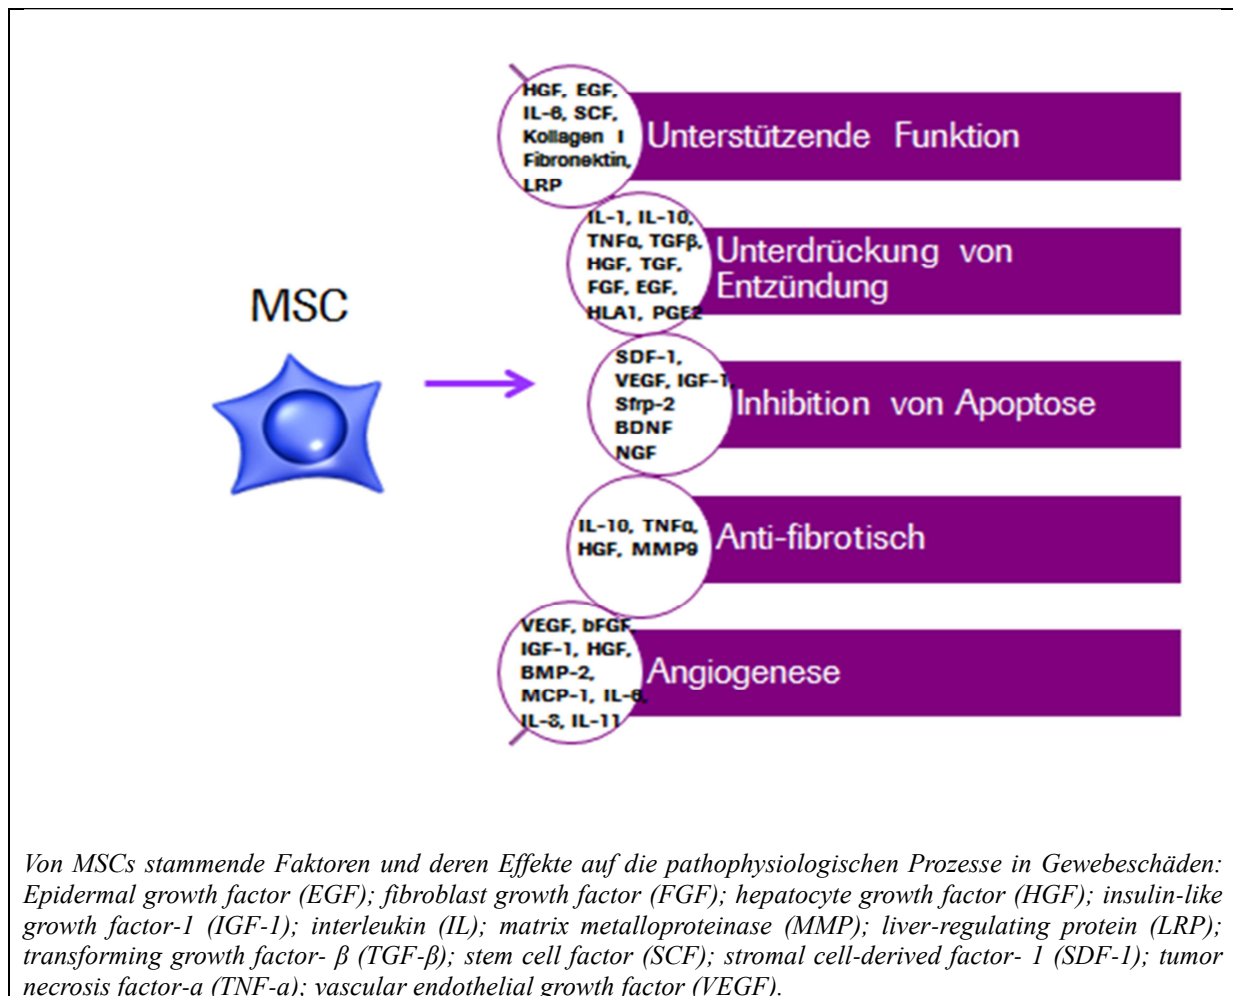 MSC
HGF, EGF,
IL-6, SCF,
Kollagen I
Fibronektin,
LRP
Unterstützende Funktion
IL-1, IL-10,
TNFα, TGFβ,
HGF, TGF,
FGF, EGF,
HLA1, PGE2
Unterdrückung von
Entzündung
SDF-1,
VEGF, IGF-1,
Sfrp-2
BDNF
NGF
Inhibition von Apoptose
IL-10, TNFα,
HGF, MMP9
Anti-fibrotisch
VEGF, bFGF,
IGF-1, HGF,
BMP-2,
MCP-1, IL-6,
IL-8, IL-11
Angiogenese
Von MSCs stammende Faktoren und deren Effekte auf die pathophysiologischen Prozesse in Gewebeschäden:
Epidermal growth factor (EGF); fibroblast growth factor (FGF); hepatocyte growth factor (HGF); insulin-like
growth factor-1 (IGF-1); interleukin (IL); matrix metalloproteinase (MMP); liver-regulating protein (LRP);
transforming growth factor- β (TGF-β); stem cell factor (SCF); stromal cell-derived factor- 1 (SDF-1); tumor
necrosis factor-a (TNF-a); vascular endothelial growth factor (VEGF).